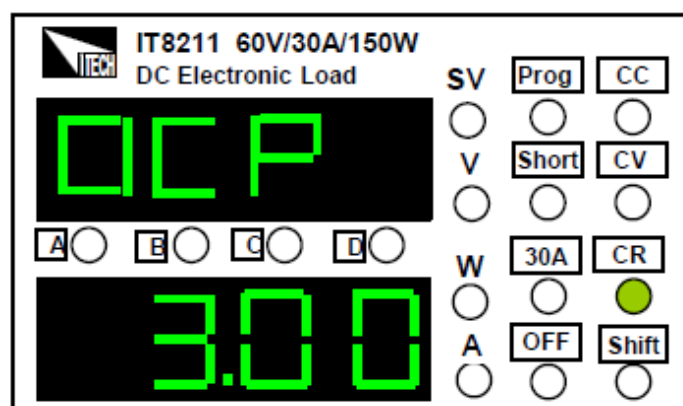 ITECH
IT8211 60V/30A/150W
DC Electronic Load
SV Prog CC
OCP
V Short CV
A B C D
W 30A CR
3.00
A OFF Shift